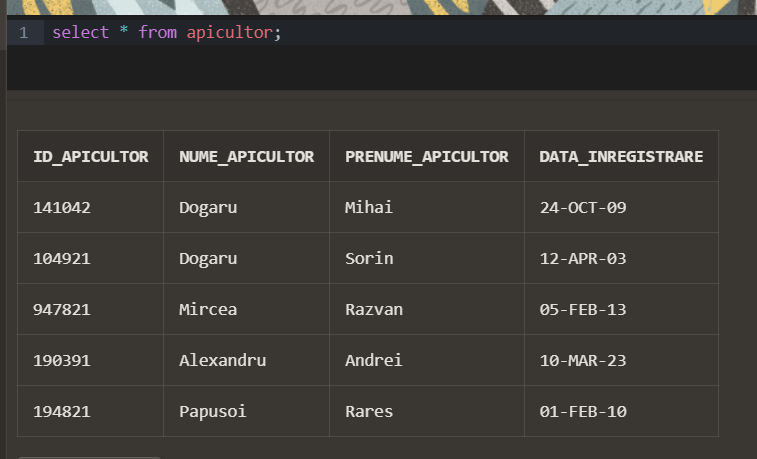 1 select * from apicultor;
ID_APICULTOR NUME_APICULTOR PRENUME_APICULTOR DATA_INREGISTRARE
141042 Dogaru Mihai 24-OCT-09
104921 Dogaru Sorin 12-APR-03
947821 Mircea Razvan 05-FEB-13
190391 Alexandru Andrei 10-MAR-23
194821 Papusoi Rares 01-FEB-10